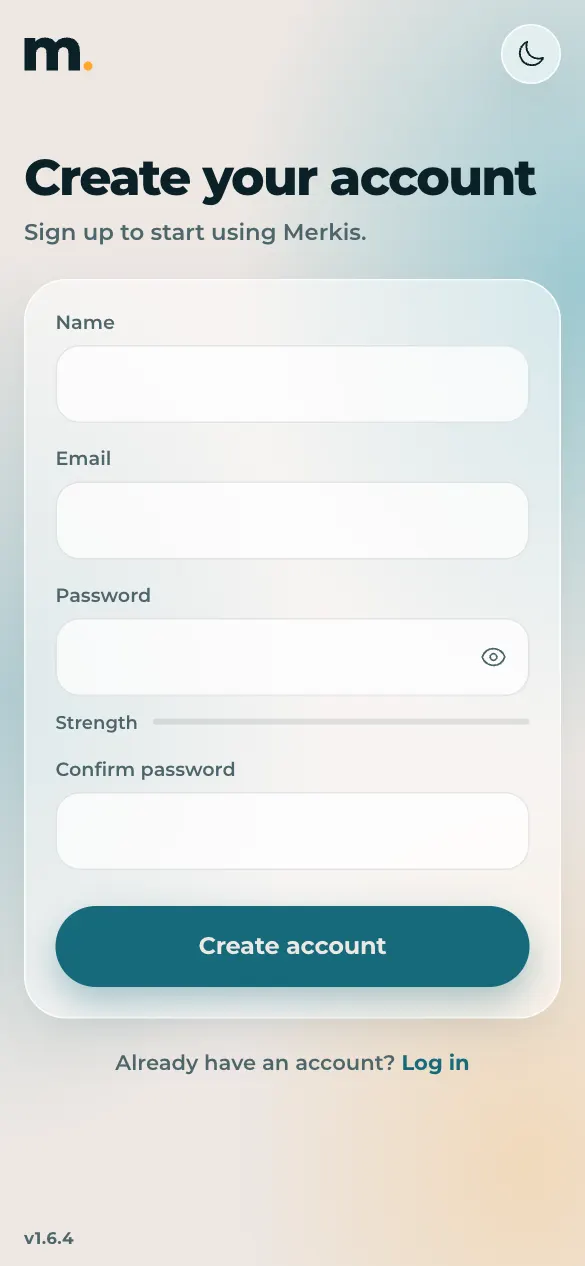 m.
Create your account
Sign up to start using Merkis.
Name
Email
Password
Strength
Confirm password
Create account
Already have an account? Log in
v1.6.4